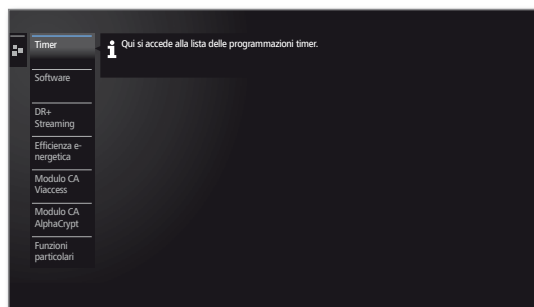 Timer
Qui si accede alla lista delle programmazioni timer.
Software
DR+
Streaming
Efficienza e-
nergetica
Modulo CA
Viaccess
Modulo CA
AlphaCrypt
Funzioni
particolari